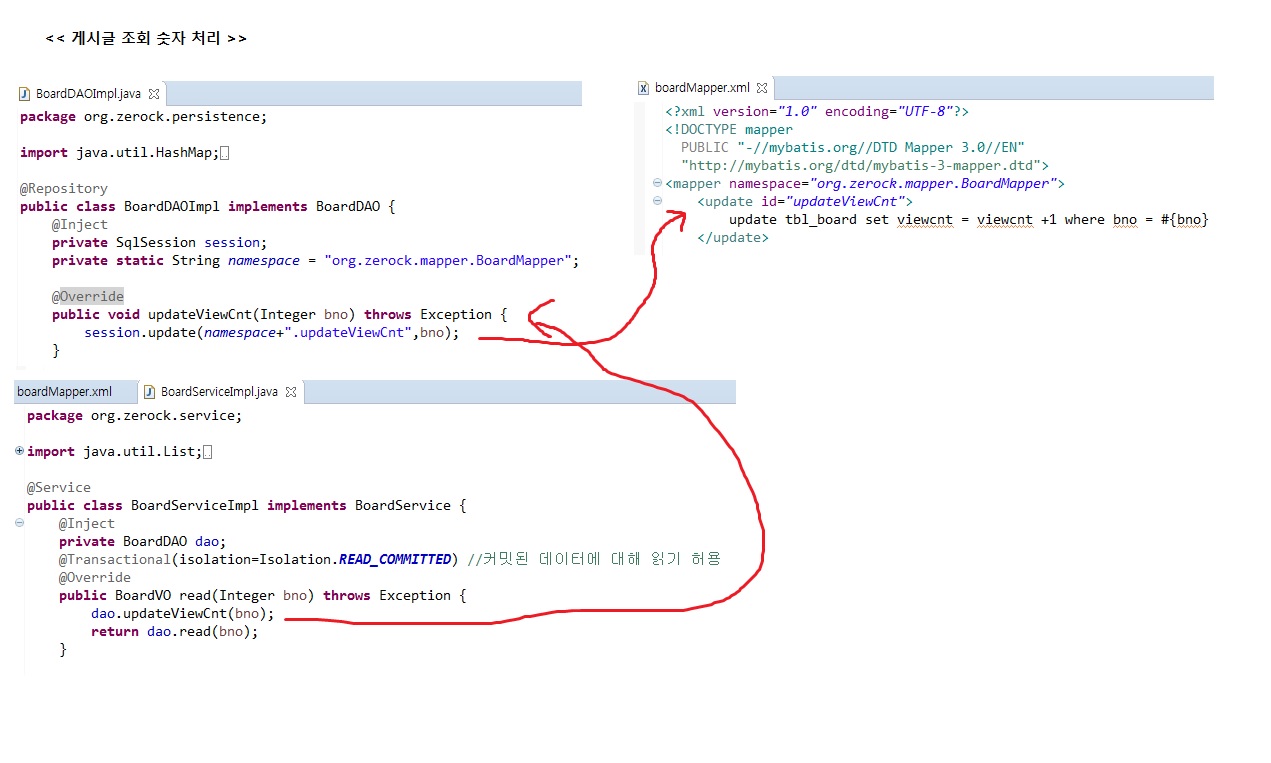 << 게시글 조회 숫자 처리 >>
BoardDAOImpl.java
package org.zerock.persistence;
import java.util.HashMap;
@Repository
public class BoardDAOImpl implements BoardDAO {
@Inject
private SqlSession session;
private static String namespace = "org.zerock.mapper.BoardMapper";
@Override
public void updateViewCnt(Integer bno) throws Exception {
session.update(namespace+".updateViewCnt",bno);
}
boardMapper.xml
<?xml version="1.0" encoding="UTF-8"?>
<!DOCTYPE mapper
PUBLIC "-//mybatis.org//DTD Mapper 3.0//EN"
"http://mybatis.org/dtd/mybatis-3-mapper.dtd">
<mapper namespace="org.zerock.mapper.BoardMapper">
<update id="updateViewCnt">
update tbl_board set viewcnt = viewcnt +1 where bno = #{bno}
</update>
boardMapper.xml BoardServiceImpl.java
package org.zerock.service;
import java.util.List;
@Service
public class BoardServiceImpl implements BoardService {
@Inject
private BoardDAO dao;
@Transactional(isolation=Isolation.READ_COMMITTED) //커밋된 데이터에 대해 읽기 허용
@Override
public BoardVO read(Integer bno) throws Exception {
dao.updateViewCnt(bno);
return dao.read(bno);
}